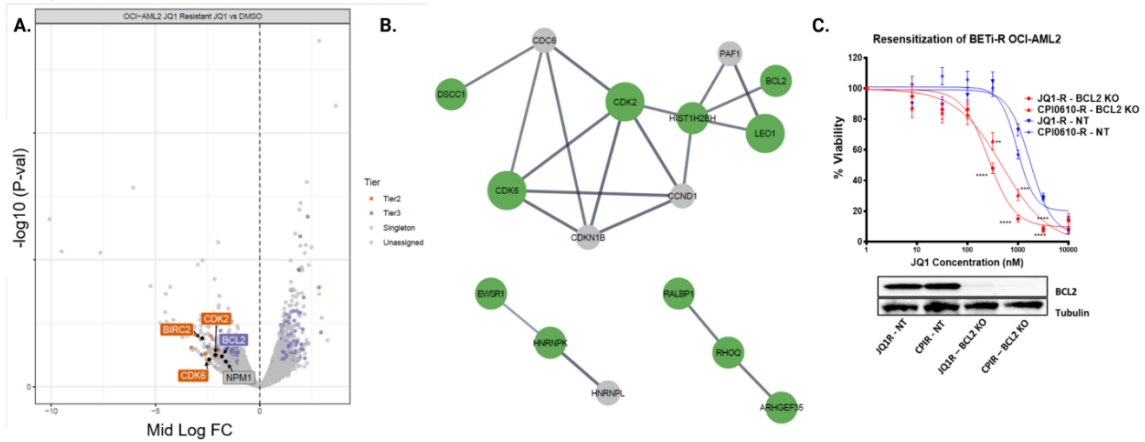 A.
OCI-AML2 JQ1 Resistant JQ1 vs DMSO
-log10 (P-val)
0
BIRC2
CDK2
BCL2
CDK6
NPM1
-10
-5
0
Mid Log FC
Tier
Tier2
Tier3
Singleton
Unassigned
B.
CDC6
PAF1
DSCC1
CDK2
BCL2
HIST1H2BH
LEO1
CDK6
CCND1
CDKN1B
EWSR1
RALBP1
HNRNPK
RHOQ
HNRNPL
ARHGEF35
C.
Resensitization of BETi-R OCI-AML2
% Viability
120
100
80
60
40
20
0
JQ1-R - BCL2 KO
CPI0610-R - BCL2 KO
JQ1-R - NT
CPI0610-R - NT
**
****
***
****
****
****
1
10
100
1000
10000
JQ1 Concentration (nM)
BCL2
Tubulin
JQ1R - NT
CPIR - NT
JQ1R - BCL2 KO
CPIR - BCL2 KO